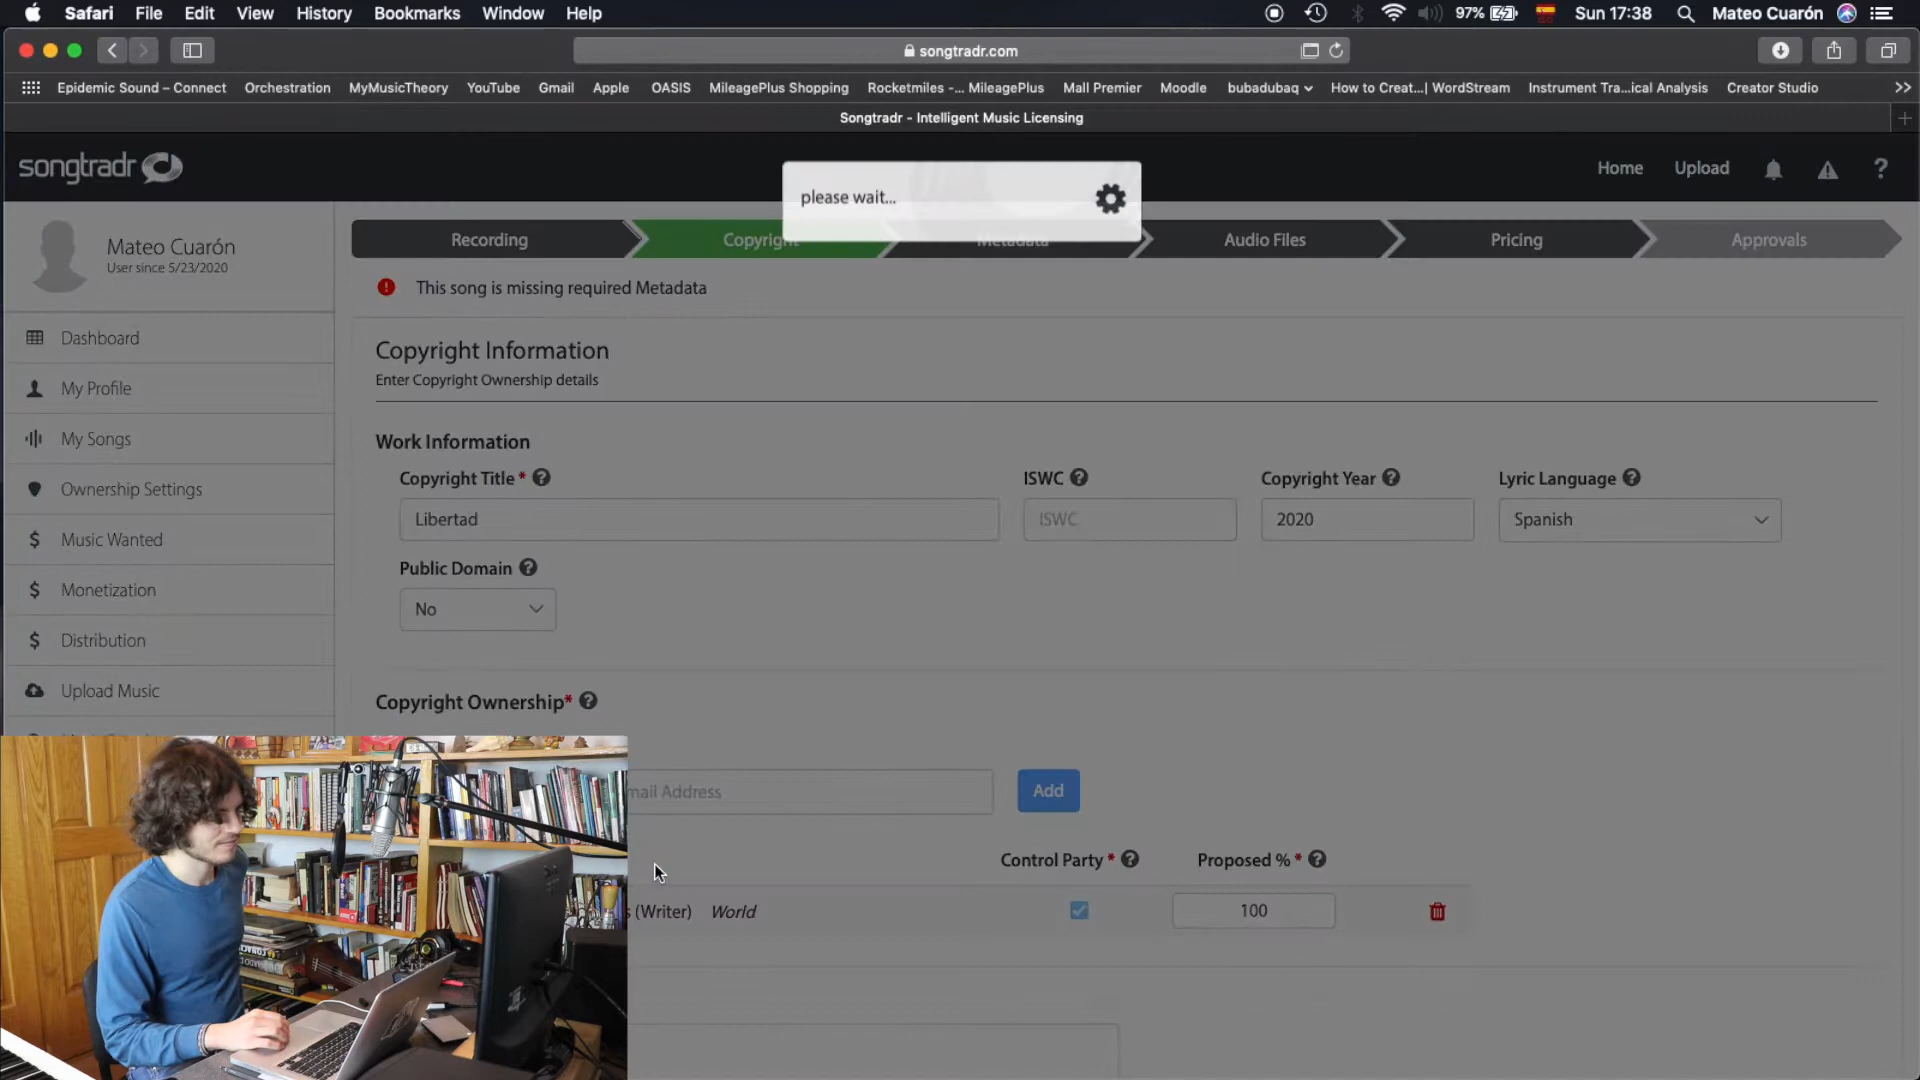 Safari File Edit View History Bookmarks Window Help 97% Sun 17:38 Mateo Cuarón
songtradr.com
Epidemic Sound – Connect Orchestration MyMusicTheory YouTube Gmail Apple OASIS MileagePlus Shopping Rocketmiles -... MileagePlus Mall Premier Moodle bubadubaq How to Creat...| WordStream Instrument Tra...ical Analysis Creator Studio
Songtradr - Intelligent Music Licensing
songtradr Home Upload ?
please wait...
Mateo Cuarón
User since 5/23/2020
Recording Copyright Metadata Audio Files Pricing Approvals
This song is missing required Metadata
Dashboard
My Profile
My Songs
Ownership Settings
Music Wanted
Monetization
Distribution
Upload Music
Copyright Information
Enter Copyright Ownership details
Work Information
Copyright Title * ISWC Copyright Year Lyric Language
Libertad ISWC 2020 Spanish
Public Domain
No
Copyright Ownership*
mail Address Add
Control Party * Proposed % *
s (Writer) World 100